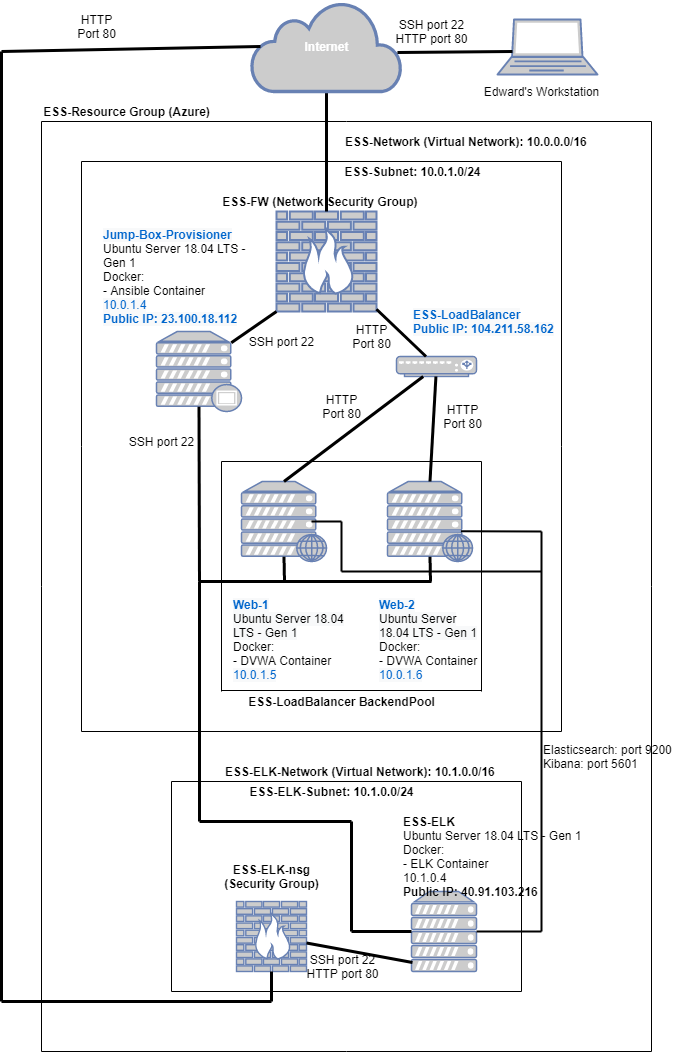 HTTP
Port 80
Internet
SSH port 22
HTTP port 80
Edward's Workstation
ESS-Resource Group (Azure)
ESS-Network (Virtual Network): 10.0.0.0/16
ESS-Subnet: 10.0.1.0/24
ESS-FW (Network Security Group)
Jump-Box-Provisioner
Ubuntu Server 18.04 LTS -
Gen 1
Docker:
- Ansible Container
10.0.1.4
Public IP: 23.100.18.112
SSH port 22
HTTP
Port 80
ESS-LoadBalancer
Public IP: 104.211.58.162
HTTP
Port 80
HTTP
Port 80
SSH port 22
Web-1
Ubuntu Server 18.04
LTS - Gen 1
Docker:
- DVWA Container
10.0.1.5
Web-2
Ubuntu Server
18.04 LTS - Gen 1
Docker:
- DVWA Container
10.0.1.6
ESS-LoadBalancer BackendPool
Elasticsearch: port 9200
Kibana: port 5601
ESS-ELK-Network (Virtual Network): 10.1.0.0/16
ESS-ELK-Subnet: 10.1.0.0/24
ESS-ELK
Ubuntu Server 18.04 LTS - Gen 1
Docker:
- ELK Container
10.1.0.4
Public IP: 40.91.103.216
ESS-ELK-nsg
(Security Group)
SSH port 22
HTTP port 80